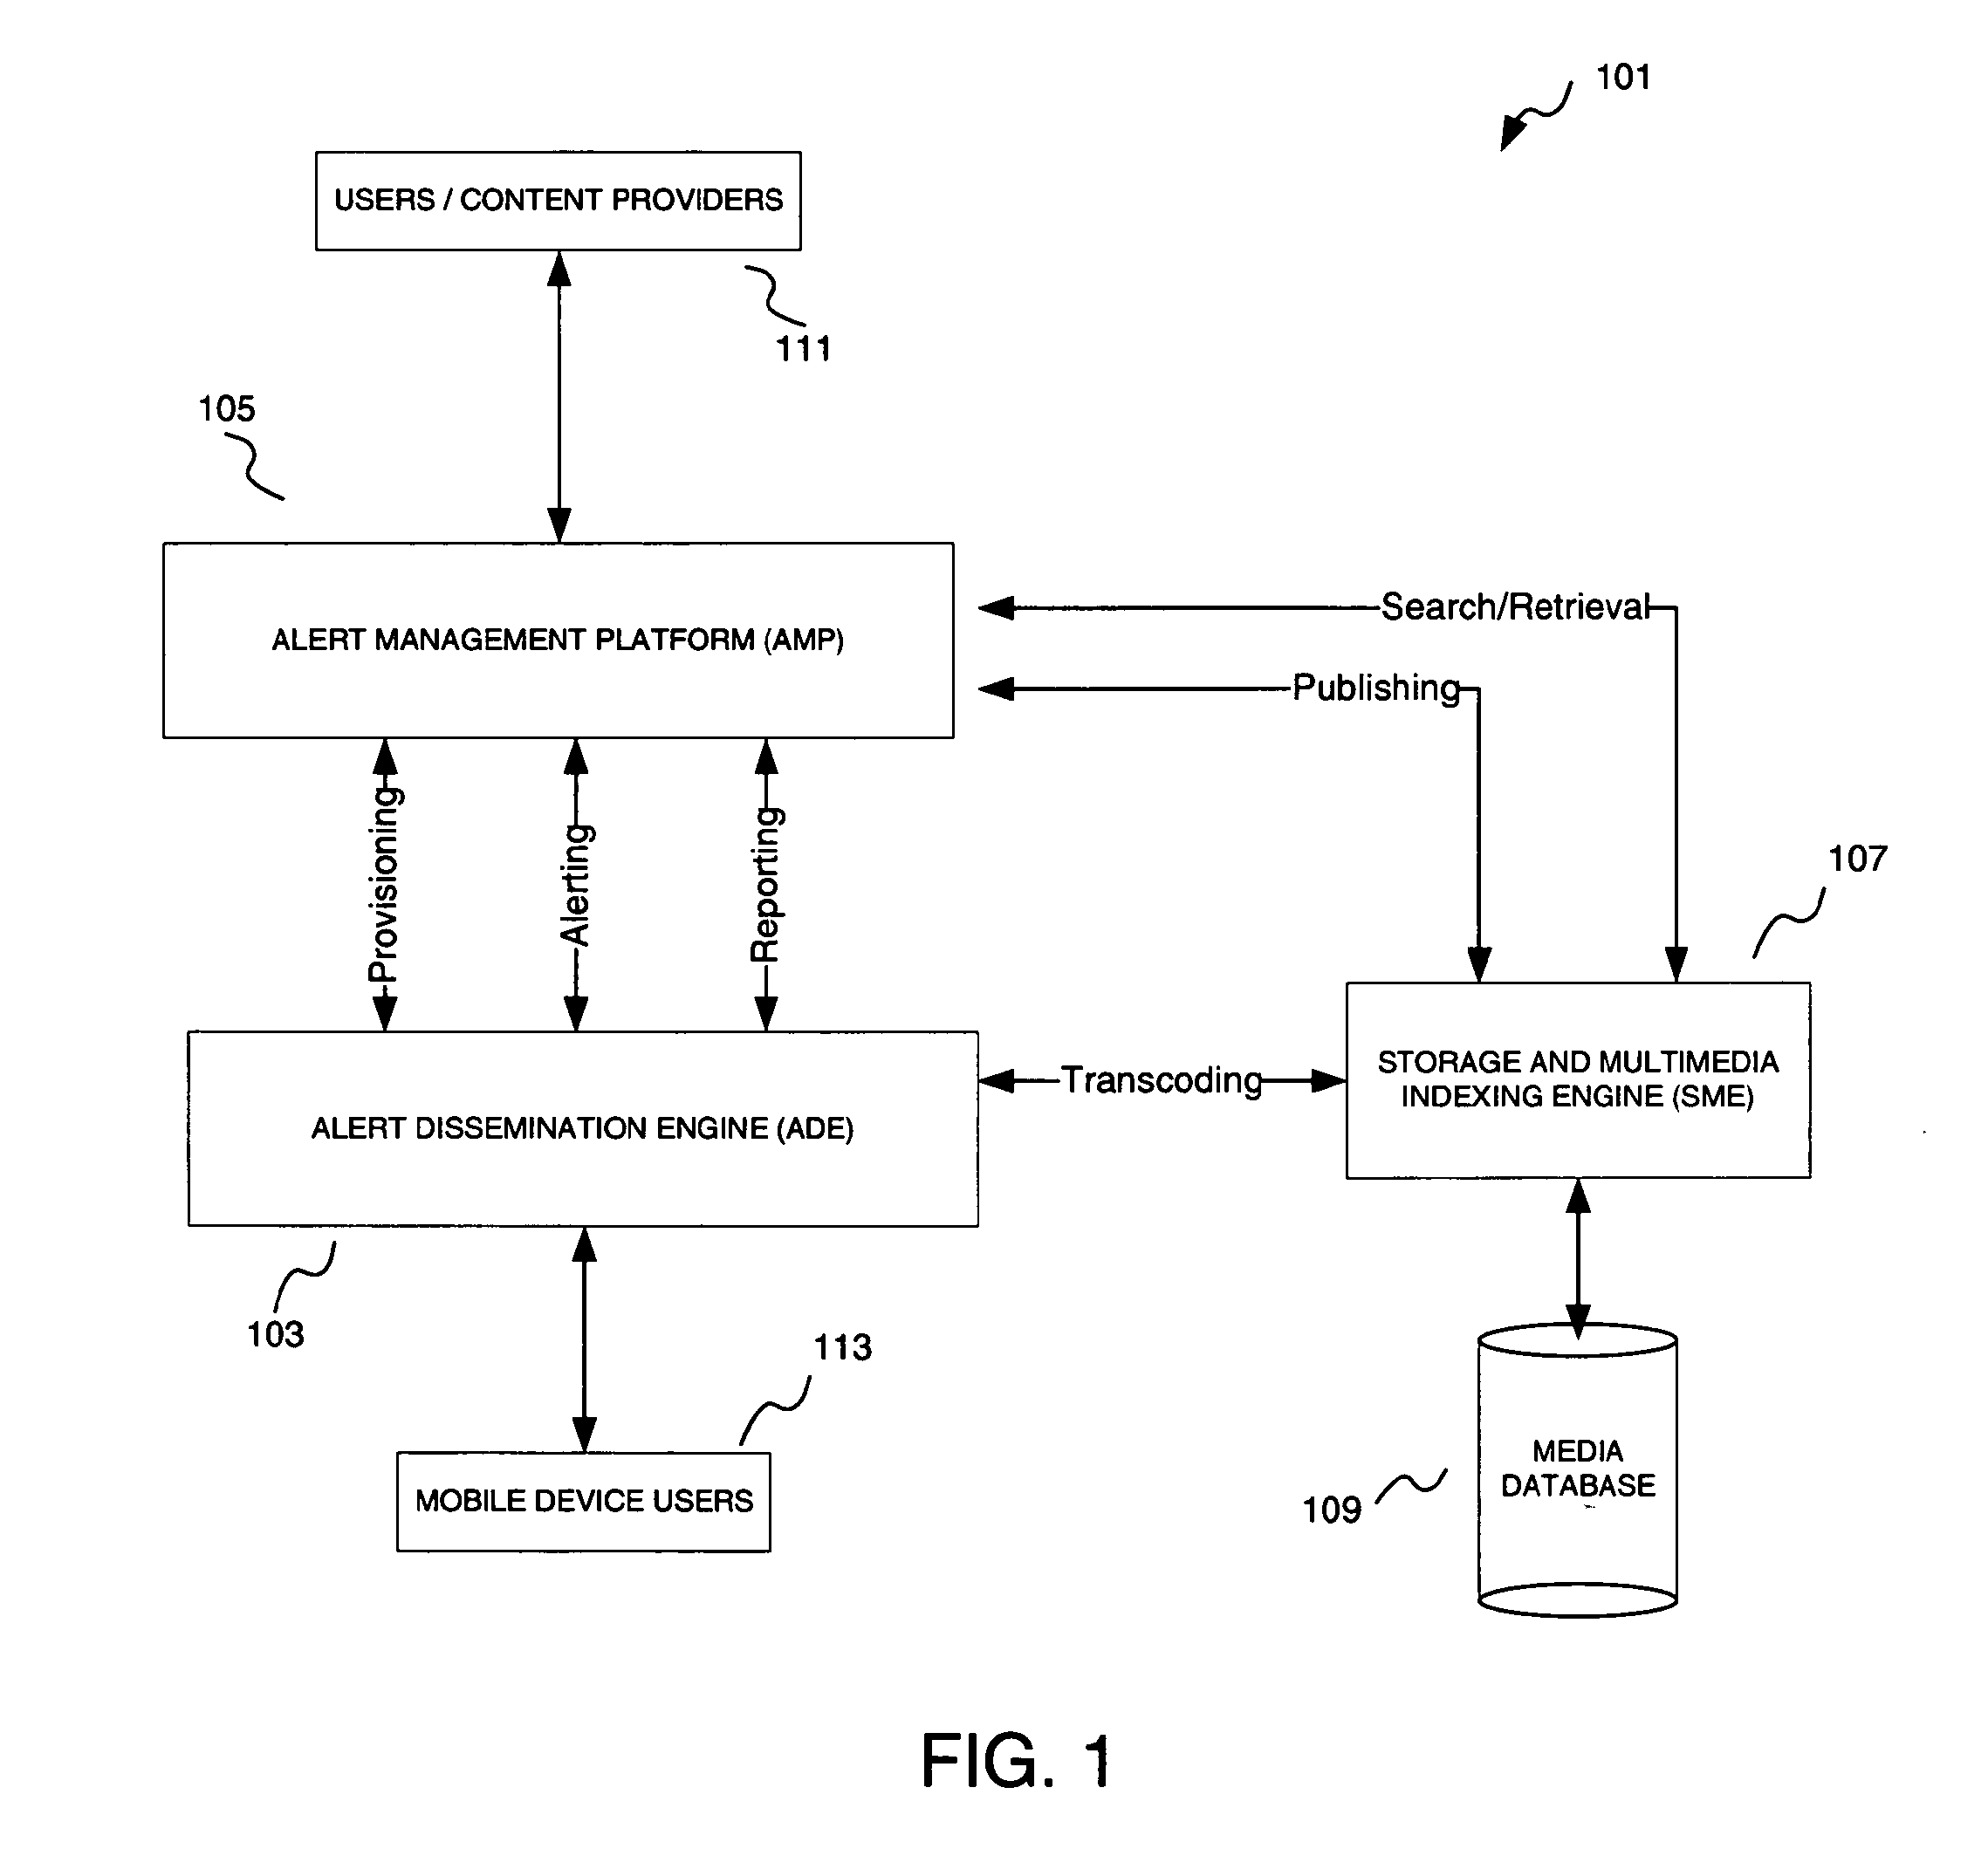 101
USERS / CONTENT PROVIDERS
111
105
ALERT MANAGEMENT PLATFORM (AMP)
Search/Retrieval
Publishing
Provisioning
Alerting
Reporting
107
STORAGE AND MULTIMEDIA
INDEXING ENGINE (SME)
Transcoding
ALERT DISSEMINATION ENGINE (ADE)
103
113
MOBILE DEVICE USERS
MEDIA
DATABASE
109
FIG. 1